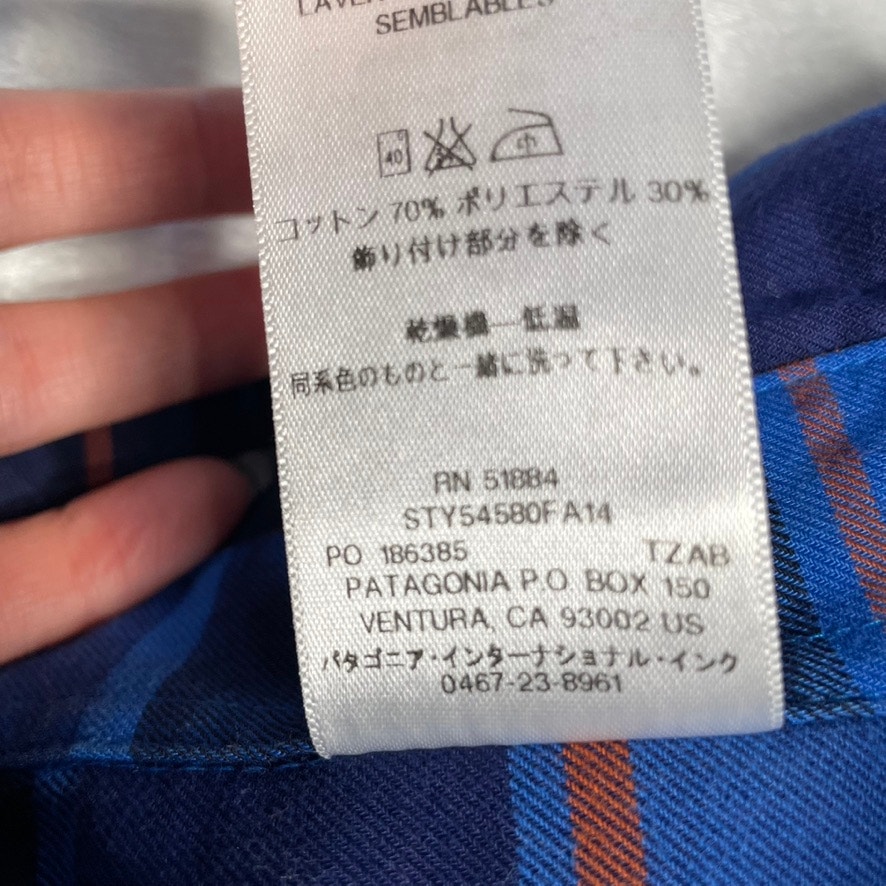 SEMBLABLES
40
中
コットン 70% ポリエステル 30%
飾り付け部分を除く
乾燥機—低温
同系色のものと一緒に洗って下さい。
RN 51884
STY54580FA14
PO 186385 TZAB
PATAGONIA P.O. BOX 150
VENTURA, CA 93002 US
パタゴニア・インターナショナル・インク
0467-23-8961